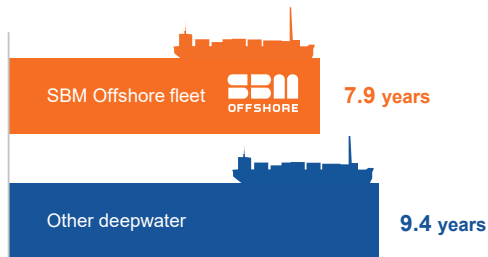 SBM Offshore fleet
SBM
OFFSHORE
7.9 years
Other deepwater
9.4 years